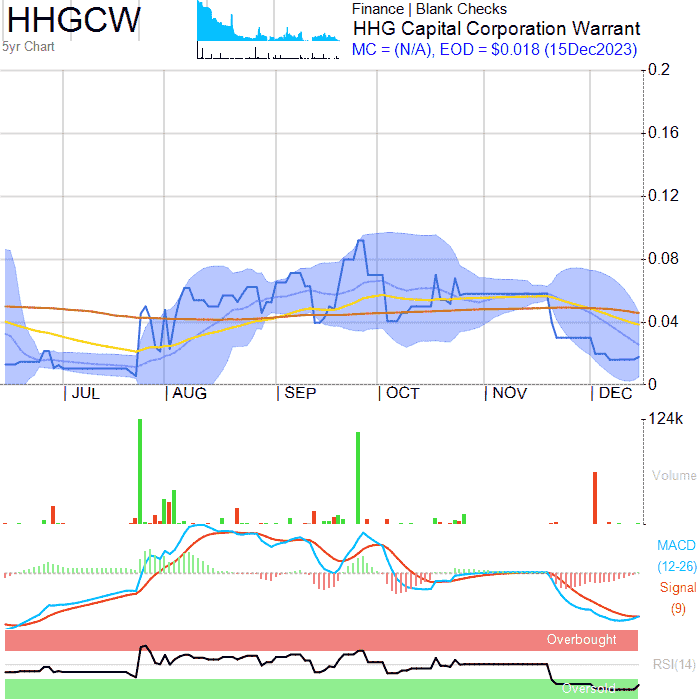 HHGCW
5yr Chart
Finance | Blank Checks
HHG Capital Corporation Warrant
MC = (N/A), EOD = $0.018 (15Dec2023)
0.2
0.16
0.12
0.08
0.04
0
| JUL | AUG | SEP | OCT | NOV | DEC
124k
Volume
MACD
(12-26)
Signal
(9)
Overbought
RSI(14)
Oversold